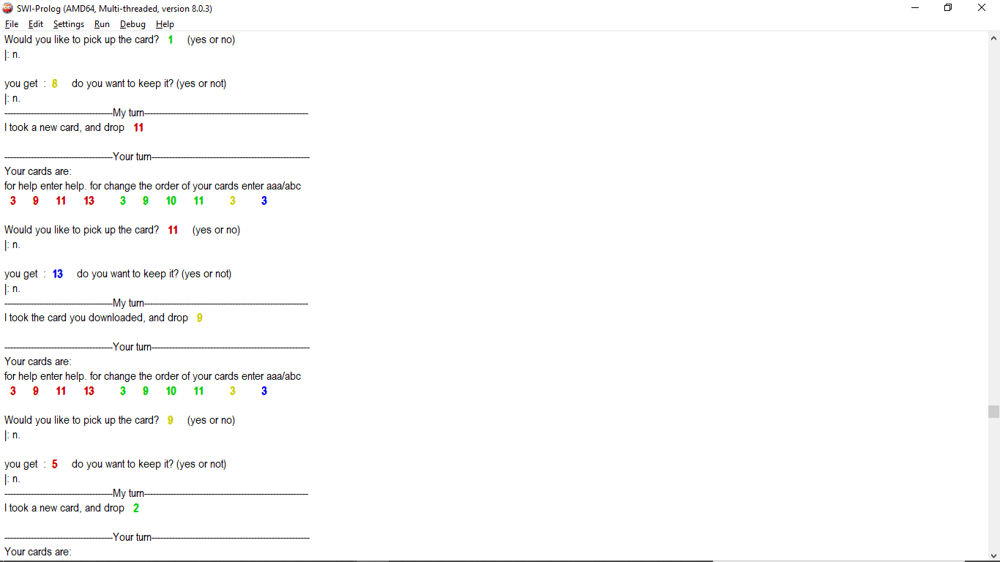 SWI-Prolog (AMD64, Multi-threaded, version 8.0.3)
File Edit Settings Run Debug Help
Would you like to pick up the card? 1 (yes or no)
|: n.
you get : 8 do you want to keep it? (yes or not)
|: n.
-------------------------------------My turn--------------------------------------------------------
I took a new card, and drop 11
-------------------------------------Your turn------------------------------------------------------
Your cards are:
for help enter help. for change the order of your cards enter aaa/abc
3 9 11 13 3 9 10 11 3 3
Would you like to pick up the card? 11 (yes or no)
|: n.
you get : 13 do you want to keep it? (yes or not)
|: n.
-------------------------------------My turn--------------------------------------------------------
I took the card you downloaded, and drop 9
-------------------------------------Your turn------------------------------------------------------
Your cards are:
for help enter help. for change the order of your cards enter aaa/abc
3 9 11 13 3 9 10 11 3 3
Would you like to pick up the card? 9 (yes or no)
|: n.
you get : 5 do you want to keep it? (yes or not)
|: n.
-------------------------------------My turn--------------------------------------------------------
I took a new card, and drop 2
-------------------------------------Your turn------------------------------------------------------
Your cards are: